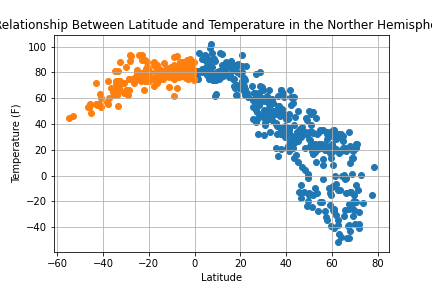 Relationship Between Latitude and Temperature in the Norther Hemisphe
100
80
60
40
20
0
−20
−40
Temperature (F)
−60 −40 −20 0 20 40 60 80
Latitude